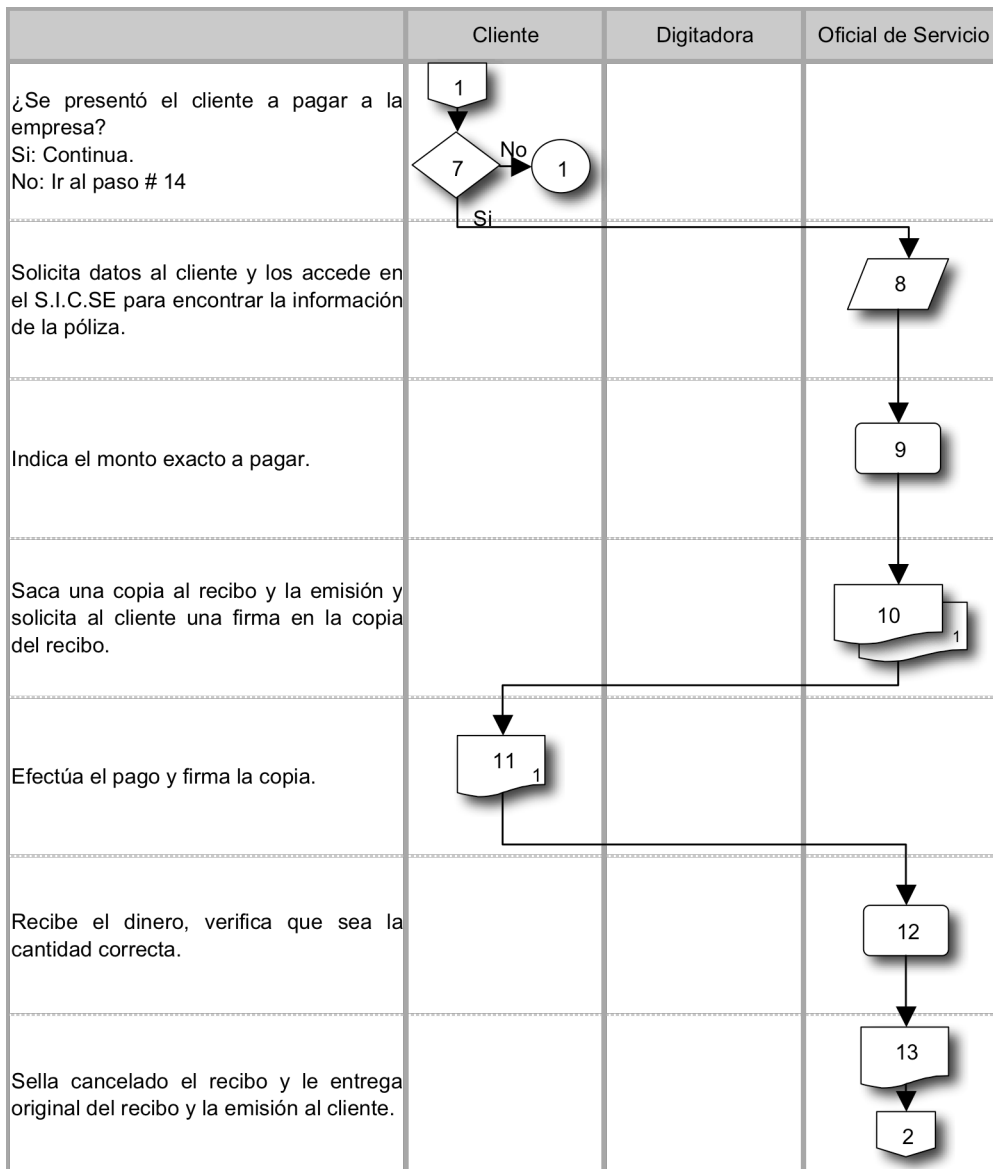 Cliente
Digitadora
Oficial de Servicio
¿Se presentó el cliente a pagar a la
empresa?
Si: Continua.
No: Ir al paso # 14
1
7
No
1
Si
Solicita datos al cliente y los accede en
el S.I.C.SE para encontrar la información
de la póliza.
8
Indica el monto exacto a pagar.
9
Saca una copia al recibo y la emisión y
solicita al cliente una firma en la copia
del recibo.
10
1
Efectúa el pago y firma la copia.
11
1
Recibe el dinero, verifica que sea la
cantidad correcta.
12
Sella cancelado el recibo y le entrega
original del recibo y la emisión al cliente.
13
2